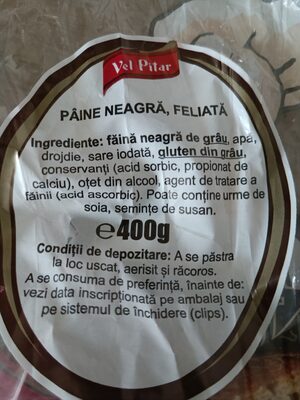 Vel Pitar
PÂINE NEAGRĂ, FELIATĂ
Ingrediente: făină neagră de grâu, apă,
drojdie, sare iodată, gluten din grâu,
conservanți (acid sorbic, propionat de
calciu), oțet din alcool, agent de tratare a
făinii (acid ascorbic). Poate conține urme de
soia, semințe de susan.
℮400g
Condiții de depozitare: A se păstra
la loc uscat, aerisit și răcoros.
A se consuma de preferință, înainte de:
vezi data inscripționată pe ambalaj sau
pe sistemul de închidere (clips).